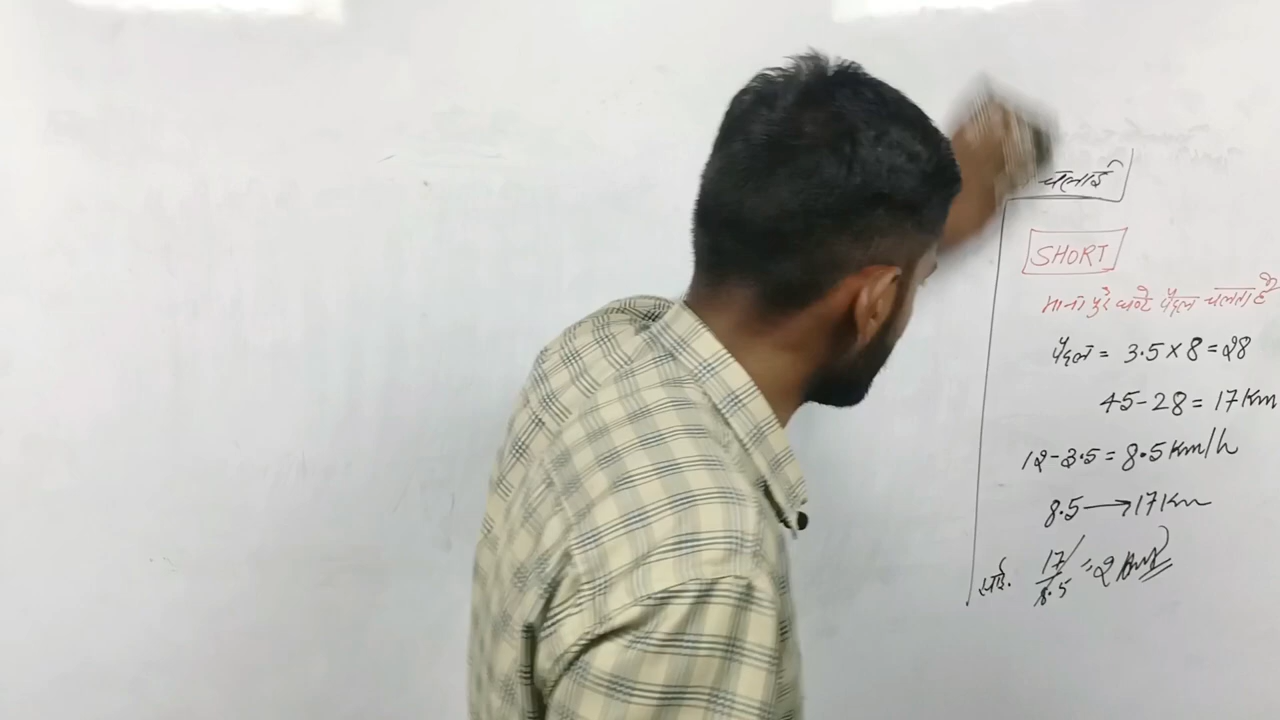 चलाई
SHORT
माना पुरे घण्टे पैदल चलता है
पैदल = 3.5 × 8 = 28
45 - 28 = 17 Km
12 - 3.5 = 8.5 Km/h
8.5 → 17 Km
साई. 17/8.5 = 2 Ans